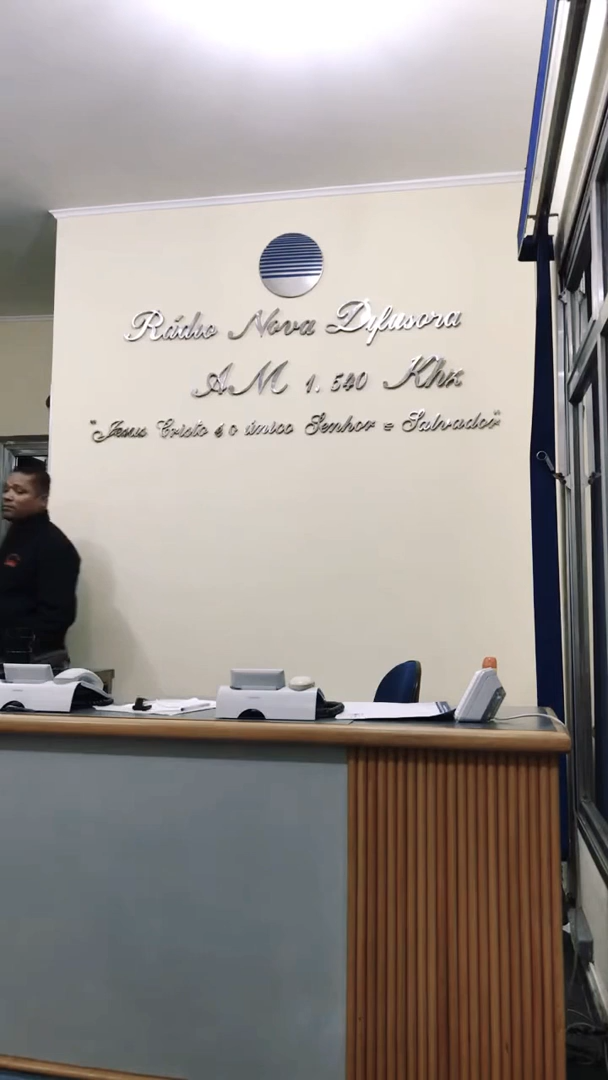 Rádio Nova Difusora
AM 1.540 Khz
"Jesus Cristo é o único Senhor e Salvador"